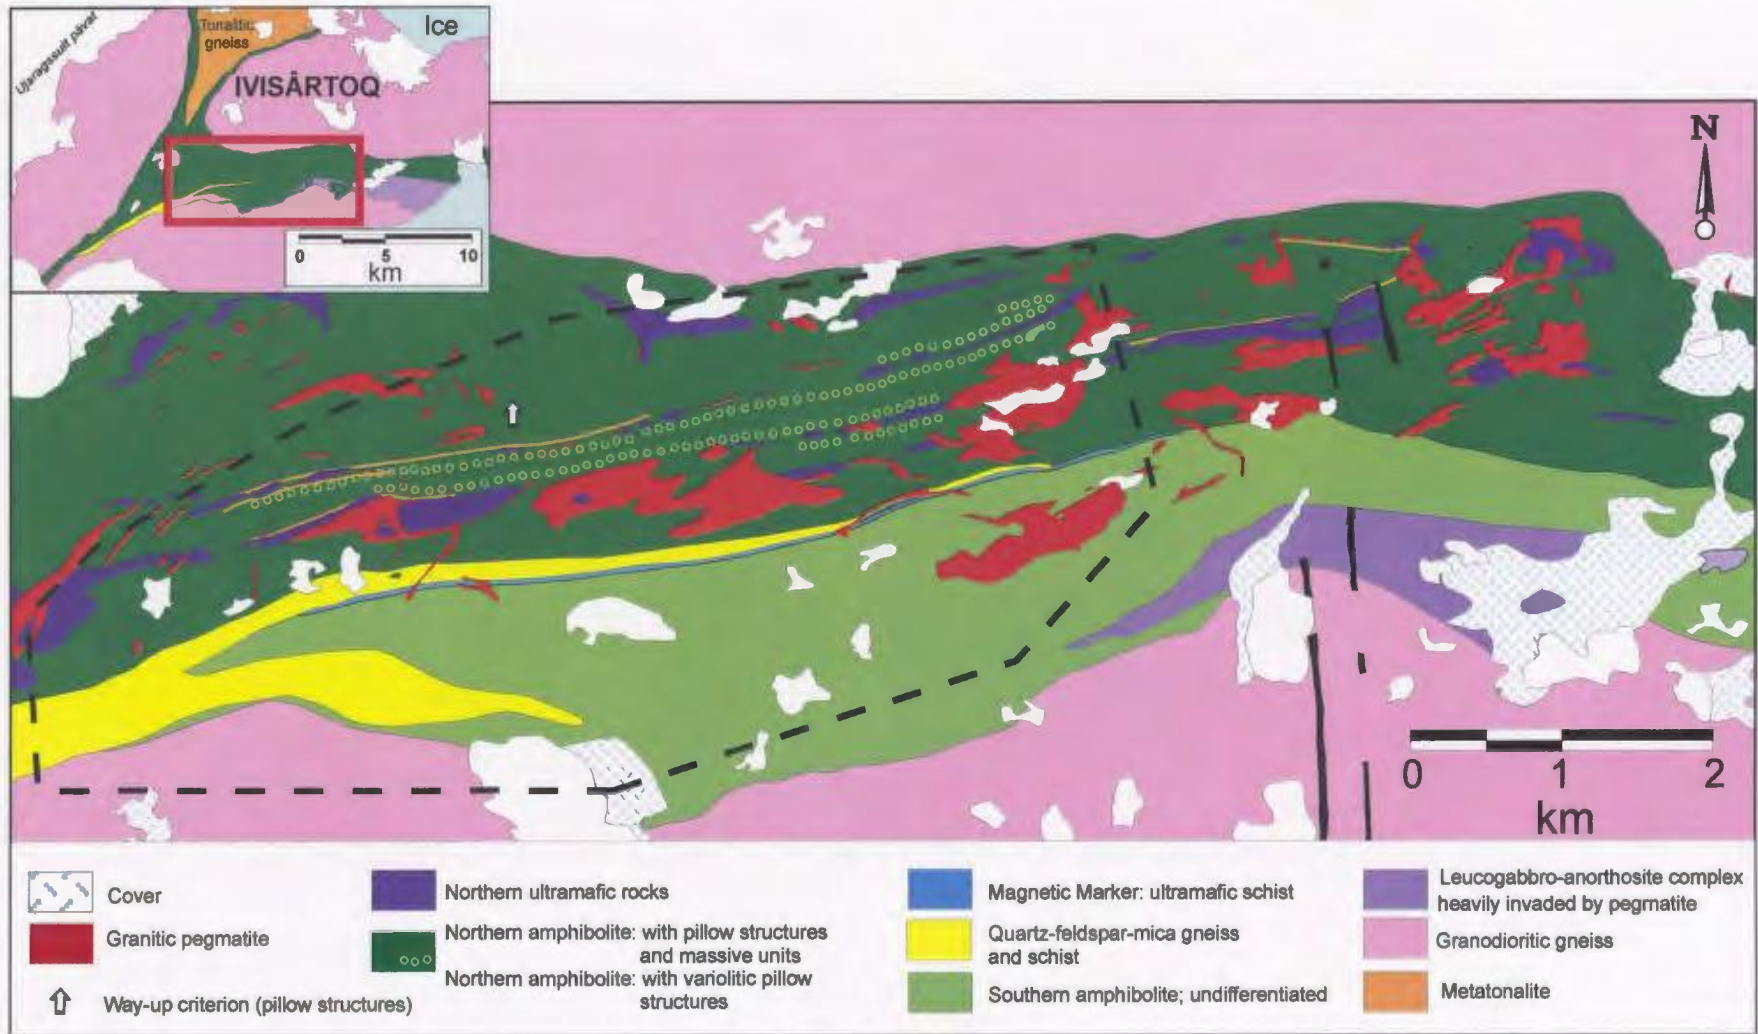 Ujaragssuit pâvat
Tonalitic
gneiss
Ice
IVISÂRTOQ
0 5 10
km
N
0 1 2
km
Cover
Granitic pegmatite
Way-up criterion (pillow structures)
Northern ultramafic rocks
Northern amphibolite: with pillow structures
and massive units
Northern amphibolite: with variolitic pillow
structures
Magnetic Marker: ultramafic schist
Quartz-feldspar-mica gneiss
and schist
Southern amphibolite; undifferentiated
Leucogabbro-anorthosite complex
heavily invaded by pegmatite
Granodioritic gneiss
Metatonalite